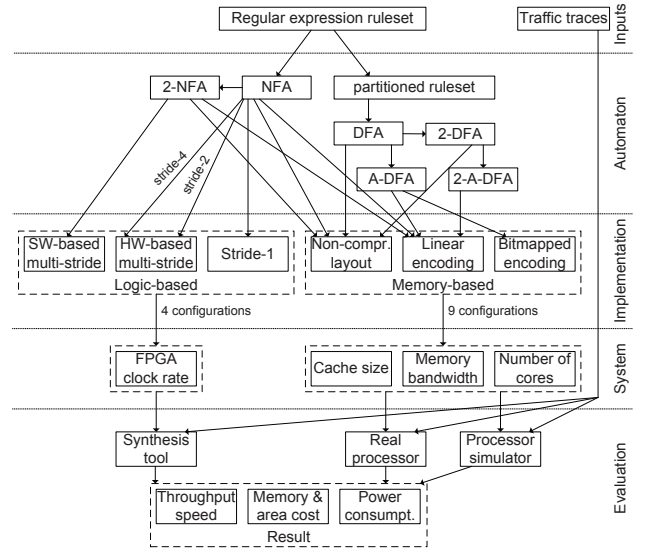 Regular expression ruleset
Traffic traces
Inputs
2-NFA
NFA
partitioned ruleset
DFA
2-DFA
A-DFA
2-A-DFA
stride-4
stride-2
Automaton
SW-based
multi-stride
HW-based
multi-stride
Stride-1
Logic-based
Non-compr.
layout
Linear
encoding
Bitmapped
encoding
Memory-based
Implementation
4 configurations
9 configurations
FPGA
clock rate
Cache size
Memory
bandwidth
Number of
cores
System
Synthesis
tool
Real
processor
Processor
simulator
Throughput
speed
Memory &
area cost
Power
consumpt.
Result
Evaluation